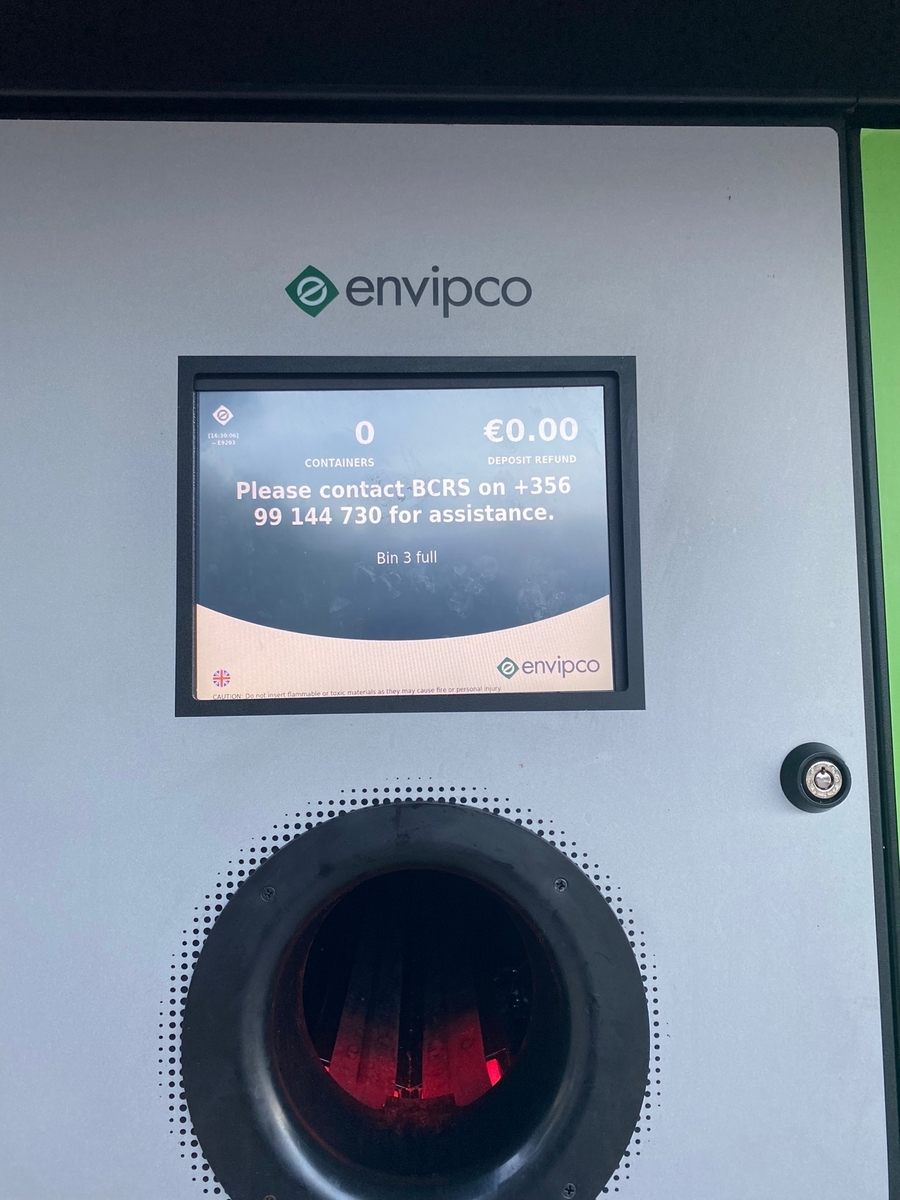 envipco
0
€0.00
CONTAINERS
DEPOSIT REFUND
Please contact BCRS on +356
99 144 730 for assistance.
Bin 3 full
envipco
CAUTION: Do not insert flammable or toxic materials as they may cause fire or personal injury.